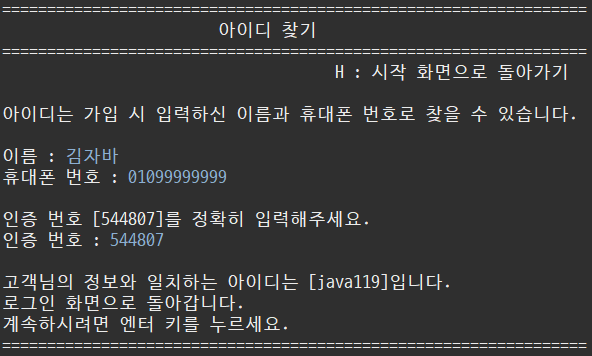 =================================================================
아이디 찾기
=================================================================
H : 시작 화면으로 돌아가기
아이디는 가입 시 입력하신 이름과 휴대폰 번호로 찾을 수 있습니다.
이름 : 김자바
휴대폰 번호 : 01099999999
인증 번호 [544807]를 정확히 입력해주세요.
인증 번호 : 544807
고객님의 정보와 일치하는 아이디는 [java119]입니다.
로그인 화면으로 돌아갑니다.
계속하시려면 엔터 키를 누르세요.
=================================================================